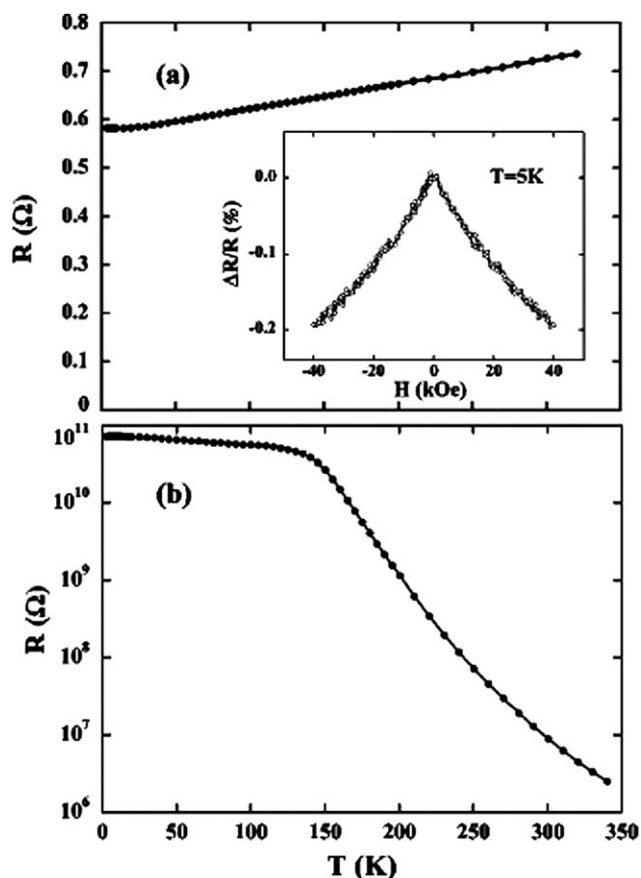 0.8
0.7
0.6
0.5
0.4
0.3
0.2
0.1
0
R (Ω)
(a)
T=5K
0.0
-0.1
-0.2
ΔR/R (%)
-40 -20 0 20 40
H (kOe)
10¹¹
10¹⁰
10⁹
10⁸
10⁷
10⁶
R (Ω)
(b)
0 50 100 150 200 250 300 350
T (K)